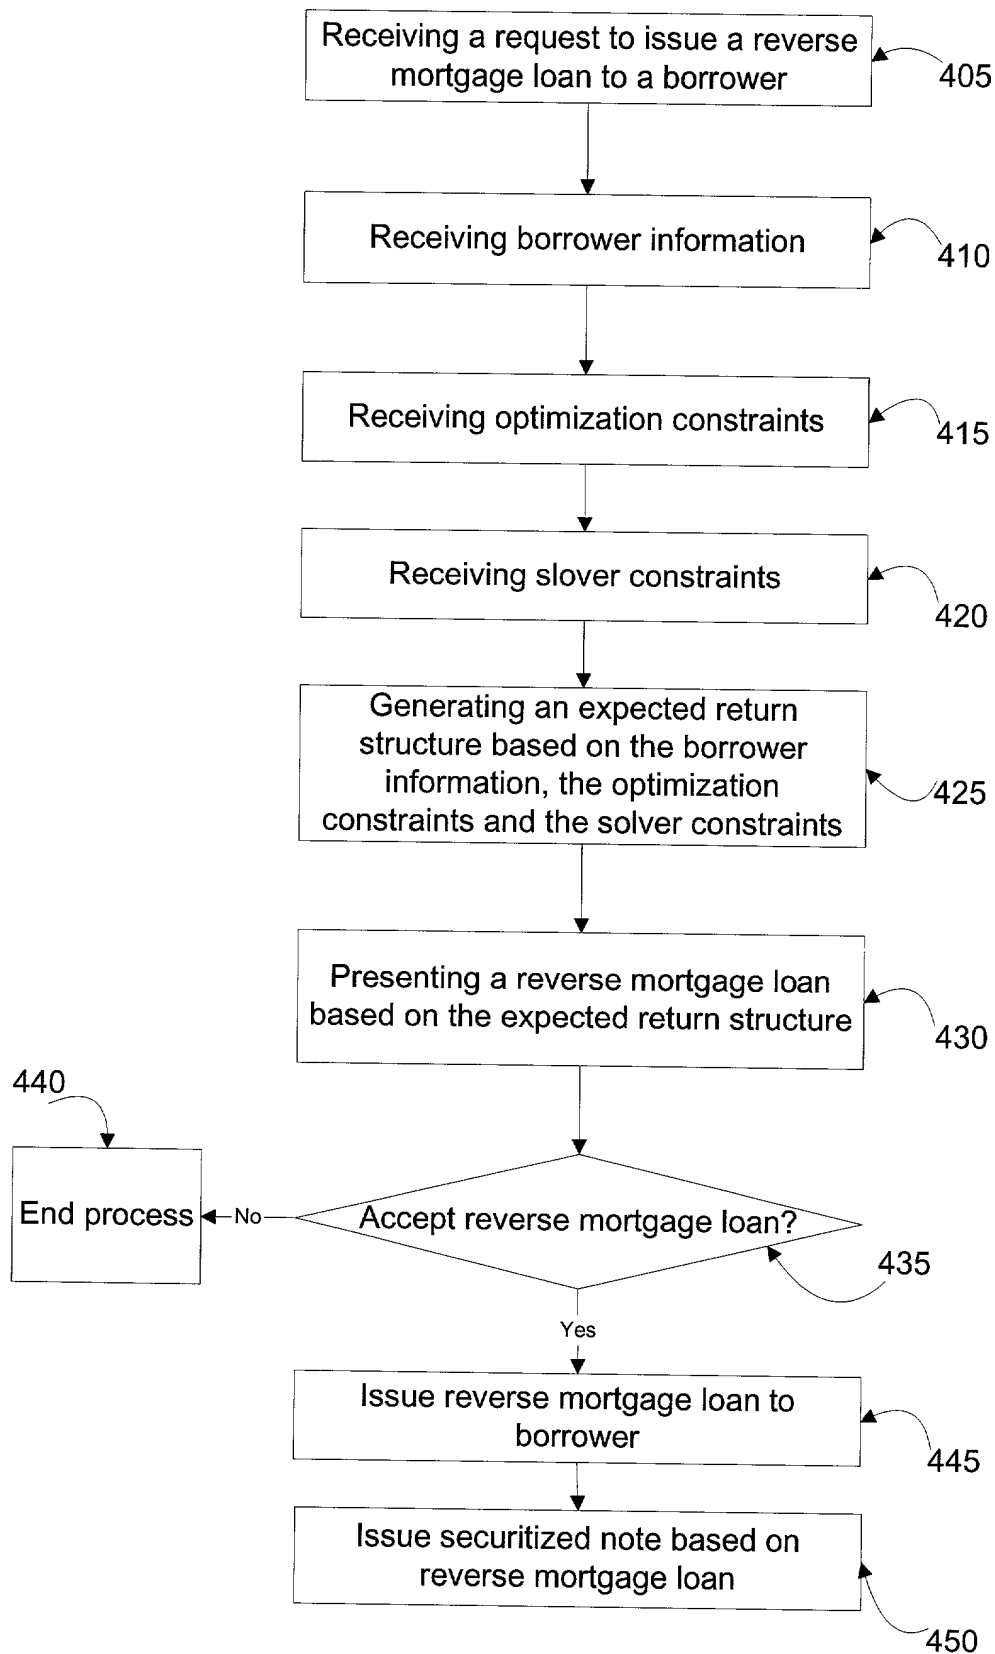 Receiving a request to issue a reverse
mortgage loan to a borrower
405
Receiving borrower information
410
Receiving optimization constraints
415
Receiving slover constraints
420
Generating an expected return
structure based on the borrower
information, the optimization
constraints and the solver constraints
425
Presenting a reverse mortgage loan
based on the expected return structure
430
440
End process
No
Accept reverse mortgage loan?
435
Yes
Issue reverse mortgage loan to
borrower
445
Issue securitized note based on
reverse mortgage loan
450